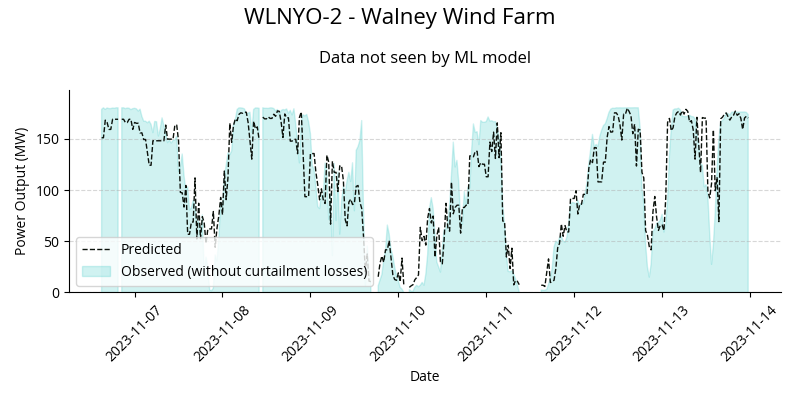 WLNYO-2 - Walney Wind Farm
Data not seen by ML model
Power Output (MW)
150
100
50
0
Predicted
Observed (without curtailment losses)
2023-11-07
2023-11-08
2023-11-09
2023-11-10
2023-11-11
2023-11-12
2023-11-13
2023-11-14
Date